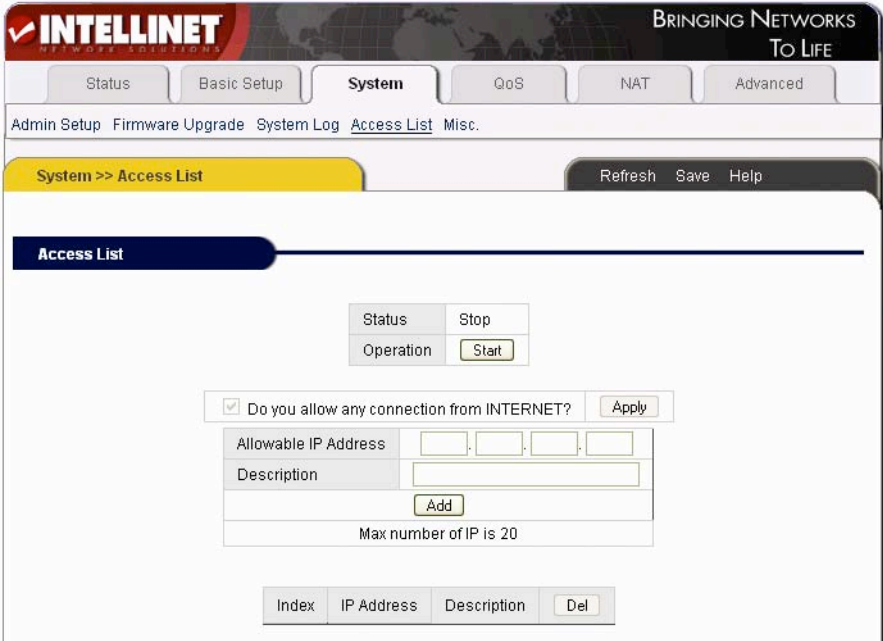 INTELLINET
NETWORK SOLUTIONS
BRINGING NETWORKS
TO LIFE
Status Basic Setup System QoS NAT Advanced
Admin Setup Firmware Upgrade System Log Access List Misc.
System >> Access List Refresh Save Help
Access List
Status Stop
Operation Start
Do you allow any connection from INTERNET? Apply
Allowable IP Address . . .
Description
Add
Max number of IP is 20
Index IP Address Description Del